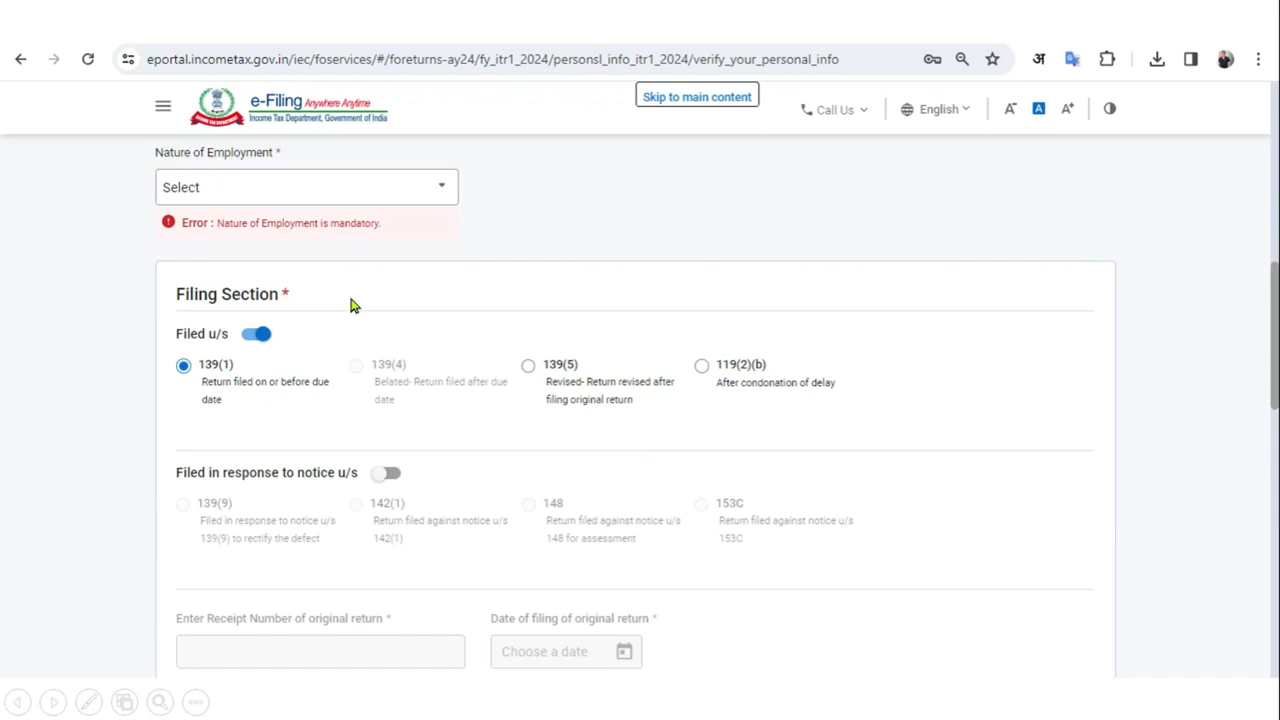 eportal.incometax.gov.in/iec/foservices/#/foreturns-ay24/fy_itr1_2024/personsl_info_itr1_2024/verify_your_personal_info
अ
e-Filing Anywhere Anytime
Income Tax Department, Government of India
Skip to main content
Call Us
English
A-
A
A+
Nature of Employment *
Select
Error : Nature of Employment is mandatory.
Filing Section *
Filed u/s
139(1)
Return filed on or before due
date
139(4)
Belated- Return filed after due
date
139(5)
Revised- Return revised after
filing original return
119(2)(b)
After condonation of delay
Filed in response to notice u/s
139(9)
Filed in response to notice u/s
139(9) to rectify the defect
142(1)
Return filed against notice u/s
142(1)
148
Return filed against notice u/s
148 for assessment
153C
Return filed against notice u/s
153C
Enter Receipt Number of original return *
Date of filing of original return *
Choose a date